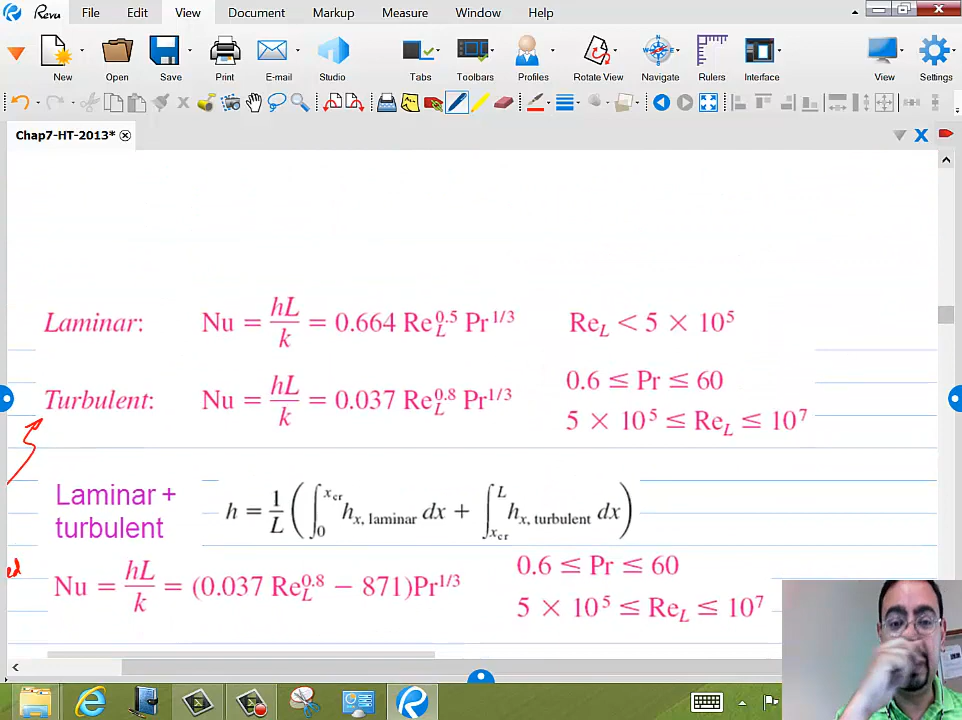 Revu File Edit View Document Markup Measure Window Help
New Open Save Print E-mail Studio Tabs Toolbars Profiles Rotate View Navigate Rulers Interface View Settings
Chap7-HT-2013*
Laminar: Nu = hL/k = 0.664 Re_L^0.5 Pr^1/3 Re_L < 5 × 10^5
0.6 ≤ Pr ≤ 60
Turbulent: Nu = hL/k = 0.037 Re_L^0.8 Pr^1/3
5 × 10^5 ≤ Re_L ≤ 10^7
Laminar +
turbulent
h = 1/L (∫_0^x_cr h_x, laminar dx + ∫_x_cr^L h_x, turbulent dx)
0.6 ≤ Pr ≤ 60
Nu = hL/k = (0.037 Re_L^0.8 − 871)Pr^1/3
5 × 10^5 ≤ Re_L ≤ 10^7